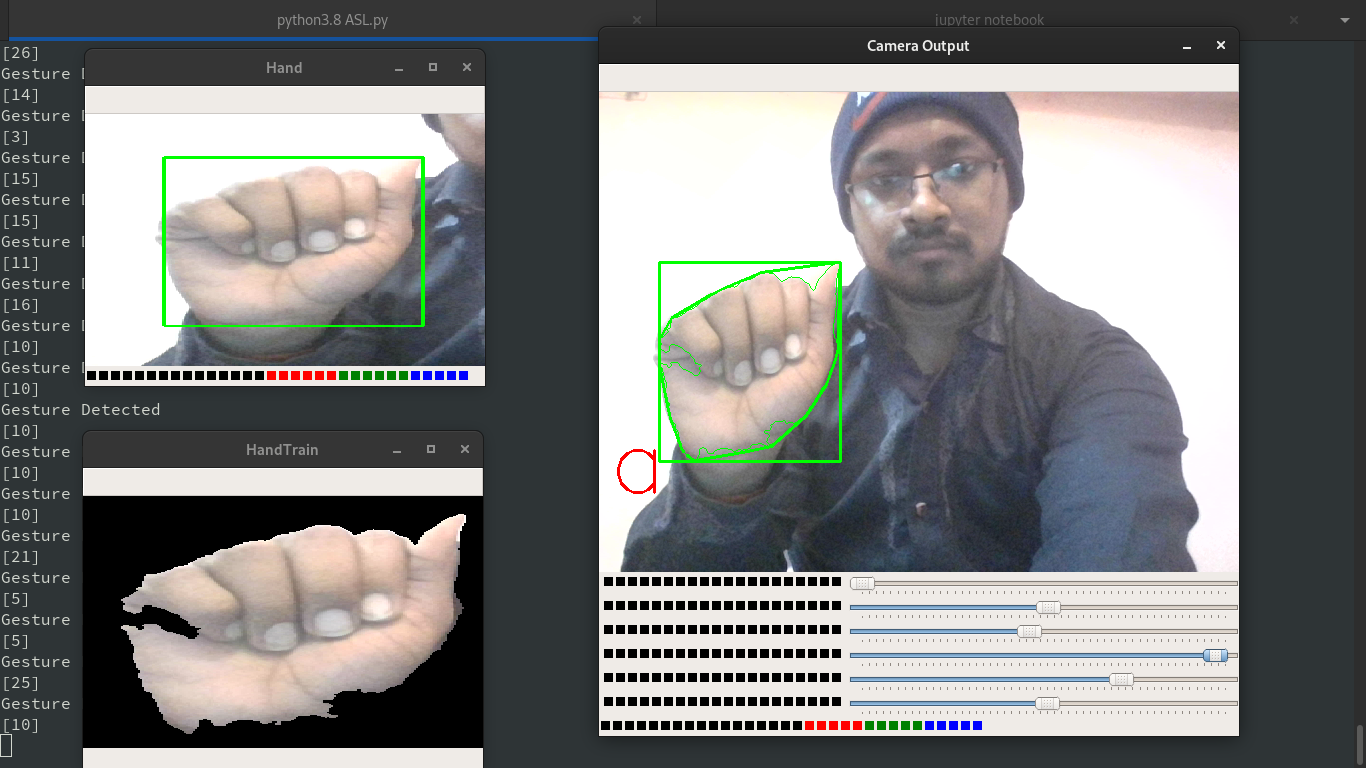 python3.8 ASL.py
jupyter notebook
Camera Output
Hand
HandTrain
[26]
Gesture
[14]
Gesture
[3]
Gesture
[15]
Gesture
[15]
Gesture
[11]
Gesture
[16]
Gesture
[10]
Gesture
[10]
Gesture Detected
[10]
Gesture
[10]
Gesture
[10]
Gesture
[21]
Gesture
[5]
Gesture
[5]
Gesture
[25]
Gesture
[10]
a